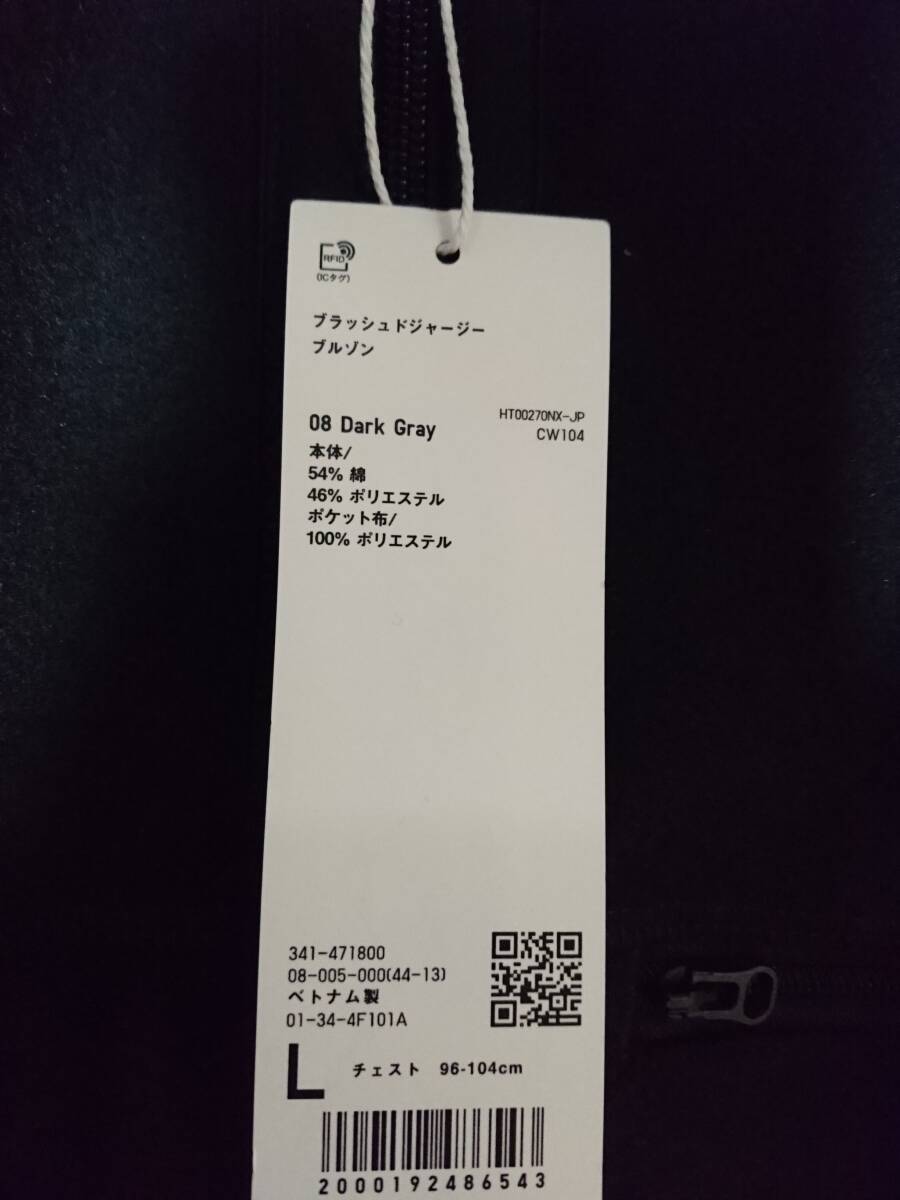 RFID
(ICタグ)
ブラッシュドジャージー
ブルゾン
HT00270NX-JP
08 Dark Gray
CW104
本体/
54% 綿
46% ポリエステル
ポケット布/
100% ポリエステル
341-471800
08-005-000(44-13)
ベトナム製
01-34-4F101A
L チェスト 96-104cm
2000192486543